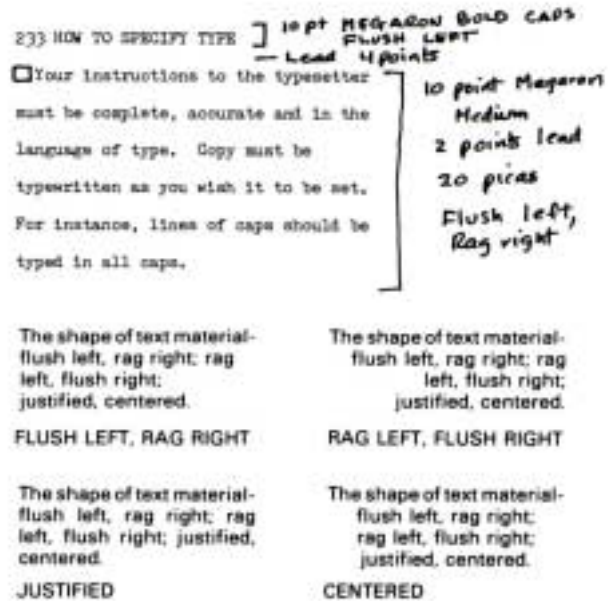 233 HOW TO SPECIFY TYPE
10 pt MEGARON BOLD CAPS
FLUSH LEFT
— Lead 4 points
Your instructions to the typesetter
must be complete, accurate and in the
language of type. Copy must be
typewritten as you wish it to be set.
For instance, lines of caps should be
typed in all caps.
10 point Megaron
Medium
2 points lead
20 picas
Flush left,
Rag right
The shape of text material-
flush left, rag right; rag
left, flush right;
justified, centered.
FLUSH LEFT, RAG RIGHT
The shape of text material-
flush left, rag right; rag
left, flush right;
justified, centered.
RAG LEFT, FLUSH RIGHT
The shape of text material-
flush left, rag right; rag
left, flush right; justified,
centered.
JUSTIFIED
The shape of text material-
flush left, rag right;
rag left, flush right;
justified, centered.
CENTERED